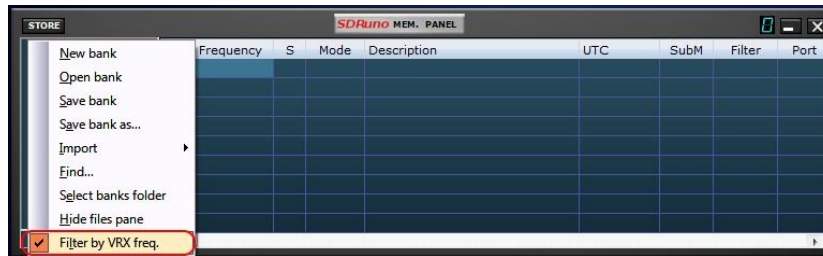 STORE
SDRuno MEM. PANEL
0
Frequency S Mode Description UTC SubM Filter Port
New bank
Open bank
Save bank
Save bank as...
Import
Find...
Select banks folder
Hide files pane
Filter by VRX freq.